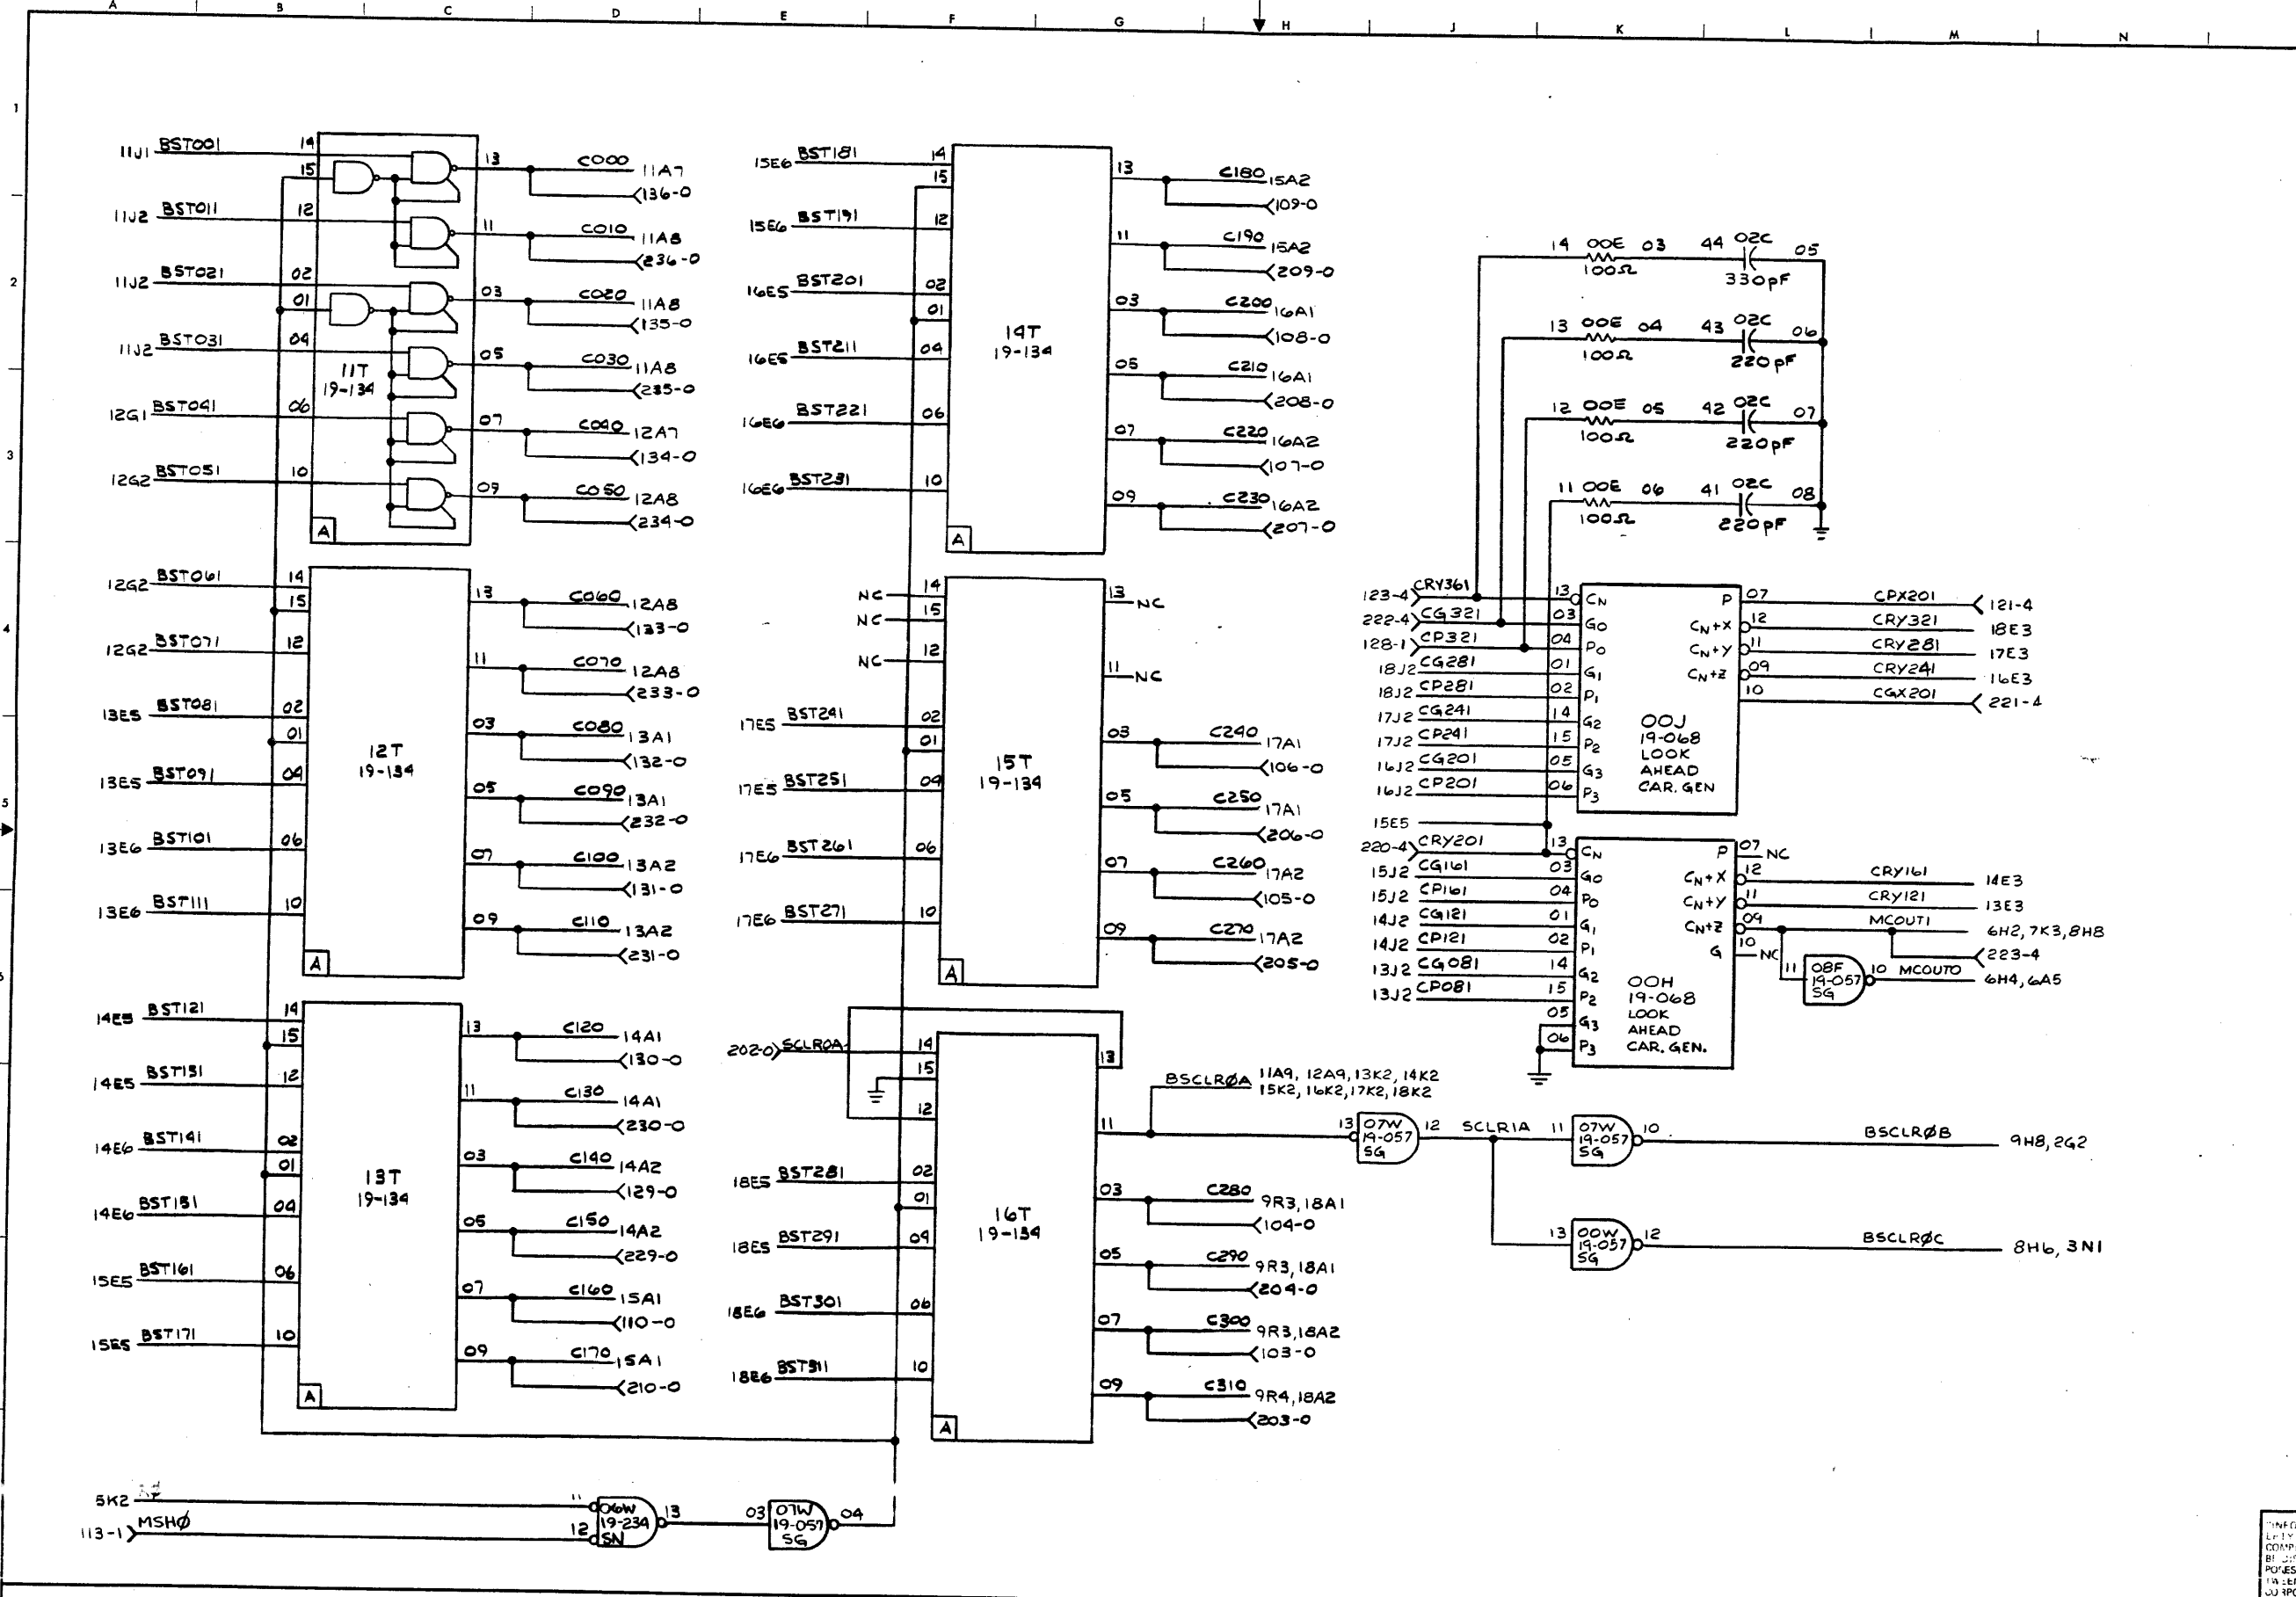 A B C D E F G H J K L M N
1
2
3
4
5
11J1 BST001 14
15
11J2 BST011 12
11J2 BST021 02
01
11J2 BST031 04
12G1 BST041 06
12G2 BST051 10
11T
19-134
A
13 C000 11A7
136-0
11 C010 11A8
236-0
03 C020 11A8
135-0
05 C030 11A8
235-0
07 C040 12A7
134-0
09 C050 12A8
234-0
12G2 BST061 14
15
12G2 BST071 12
13E5 BST081 02
01
13E5 BST091 04
13E6 BST101 06
13E6 BST111 10
12T
19-134
A
13 C060 12A8
133-0
11 C070 12A8
233-0
03 C080 13A1
132-0
05 C090 13A1
232-0
07 C100 13A2
131-0
09 C110 13A2
231-0
14E5 BST121 14
15
14E5 BST131 12
14E6 BST141 02
01
14E6 BST151 04
15E5 BST161 06
15E5 BST171 10
13T
19-134
A
13 C120 14A1
130-0
11 C130 14A1
230-0
03 C140 14A2
129-0
05 C150 14A2
229-0
07 C160 15A1
110-0
09 C170 15A1
210-0
5K2 11
113-1 MSHØ 12
06W
19-234
SN
13 03
07W
19-057
SG
04
15E6 BST181 14
15
15E6 BST191 12
16E5 BST201 02
01
16E5 BST211 04
16E6 BST221 06
16E6 BST231 10
14T
19-134
A
13 C180 15A2
109-0
11 C190 15A2
209-0
03 C200 16A1
108-0
05 C210 16A1
208-0
07 C220 16A2
107-0
09 C230 16A2
207-0
NC 14
NC 15
NC 12
17E5 BST241 02
01
17E5 BST251 04
17E6 BST261 06
17E6 BST271 10
15T
19-134
A
13 NC
11 NC
03 C240 17A1
106-0
05 C250 17A1
206-0
07 C260 17A2
105-0
09 C270 17A2
205-0
202-0 SCLR0A 14
15
12
18E5 BST281 02
01
18E5 BST291 04
18E6 BST301 06
18E6 BST311 10
16T
19-134
A
13
11
BSCLRØA 11A9, 12A9, 13K2, 14K2
15K2, 16K2, 17K2, 18K2
03 C280 9R3, 18A1
104-0
05 C290 9R3, 18A1
204-0
07 C300 9R3, 18A2
103-0
09 C310 9R4, 18A2
203-0
14 00E 03 44 02C 05
100Ω 330pF
13 00E 04 43 02C 06
100Ω 220pF
12 00E 05 42 02C 07
100Ω 220pF
11 00E 06 41 02C 08
100Ω 220pF
123-4 CRY361 13 CN
222-4 CG321 03 G0
128-1 CP321 04 P0
18J2 CG281 01 G1
18J2 CP281 02 P1
17J2 CG241 14 G2
17J2 CP241 15 P2
16J2 CG201 05 G3
16J2 CP201 06 P3
00J
19-068
LOOK
AHEAD
CAR. GEN
P 07 CPX201 121-4
CN+X 12 CRY321 18E3
CN+Y 11 CRY281 17E3
CN+Z 09 CRY241 16E3
10 CGX201 221-4
15E5
220-4 CRY201 13 CN
15J2 CG161 03 G0
15J2 CP161 04 P0
14J2 CG121 01 G1
14J2 CP121 02 P1
13J2 CG081 14 G2
13J2 CP081 15 P2
05 G3
06 P3
00H
19-068
LOOK
AHEAD
CAR. GEN.
P 07 NC
CN+X 12 CRY161 14E3
CN+Y 11 CRY121 13E3
CN+Z 09 MCOUT1 6H2, 7K3, 8H8
223-4
G 10 NC
11 08F
19-057
SG
10 MCOUT0 6H4, 6A5
13 07W
19-057
SG
12 SCLR1A 11
07W
19-057
SG
10 BSCLRØB 9H8, 2G2
13 00W
19-057
SG
12 BSCLRØC 8H6, 3N1